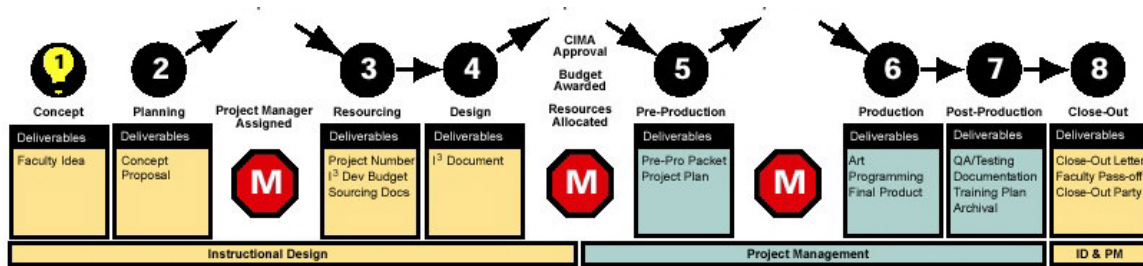 1
2
3
4
5
6
7
8
CIMA
Approval
Budget
Awarded
Resources
Allocated
Concept
Planning
Project Manager
Assigned
Resourcing
Design
Pre-Production
Production
Post-Production
Close-Out
Deliverables
Faculty Idea
Deliverables
Concept
Proposal
M
Deliverables
Project Number
I³ Dev Budget
Sourcing Docs
Deliverables
I³ Document
M
Deliverables
Pre-Pro Packet
Project Plan
M
Deliverables
Art
Programming
Final Product
Deliverables
QA/Testing
Documentation
Training Plan
Archival
Deliverables
Close-Out Letter
Faculty Pass-off
Close-Out Party
Instructional Design
Project Management
ID & PM